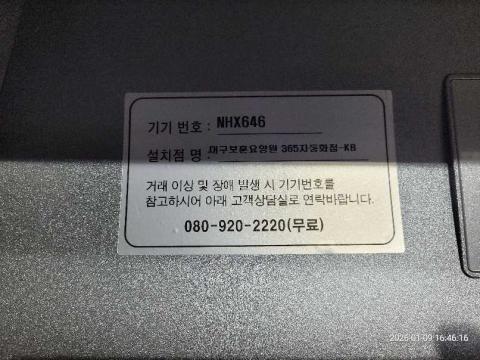 기기 번호 : NHX646
설치점 명 : 대구보훈요양원 365자동화점-KB
거래 이상 및 장애 발생 시 기기번호를
참고하시어 아래 고객상담실로 연락바랍니다.
080-920-2220(무료)
2026-01-09 16:46:16